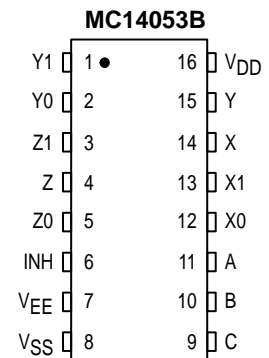 MC14053B
Y1 1 16 VDD
Y0 2 15 Y
Z1 3 14 X
Z 4 13 X1
Z0 5 12 X0
INH 6 11 A
VEE 7 10 B
VSS 8 9 C